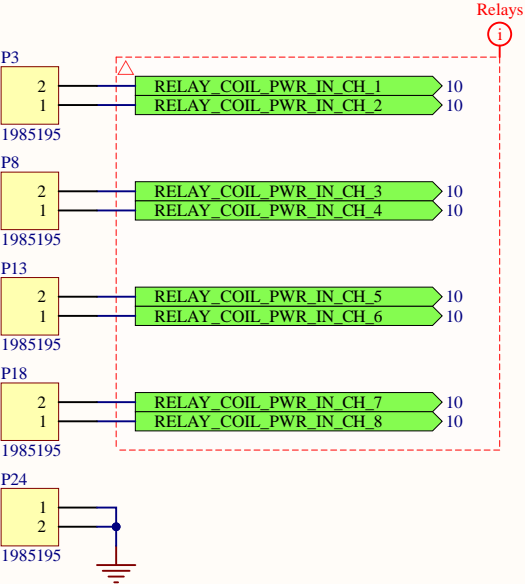 Relays
i
P3
2 RELAY_COIL_PWR_IN_CH_1 10
1 RELAY_COIL_PWR_IN_CH_2 10
1985195
P8
2 RELAY_COIL_PWR_IN_CH_3 10
1 RELAY_COIL_PWR_IN_CH_4 10
1985195
P13
2 RELAY_COIL_PWR_IN_CH_5 10
1 RELAY_COIL_PWR_IN_CH_6 10
1985195
P18
2 RELAY_COIL_PWR_IN_CH_7 10
1 RELAY_COIL_PWR_IN_CH_8 10
1985195
P24
1
2
1985195